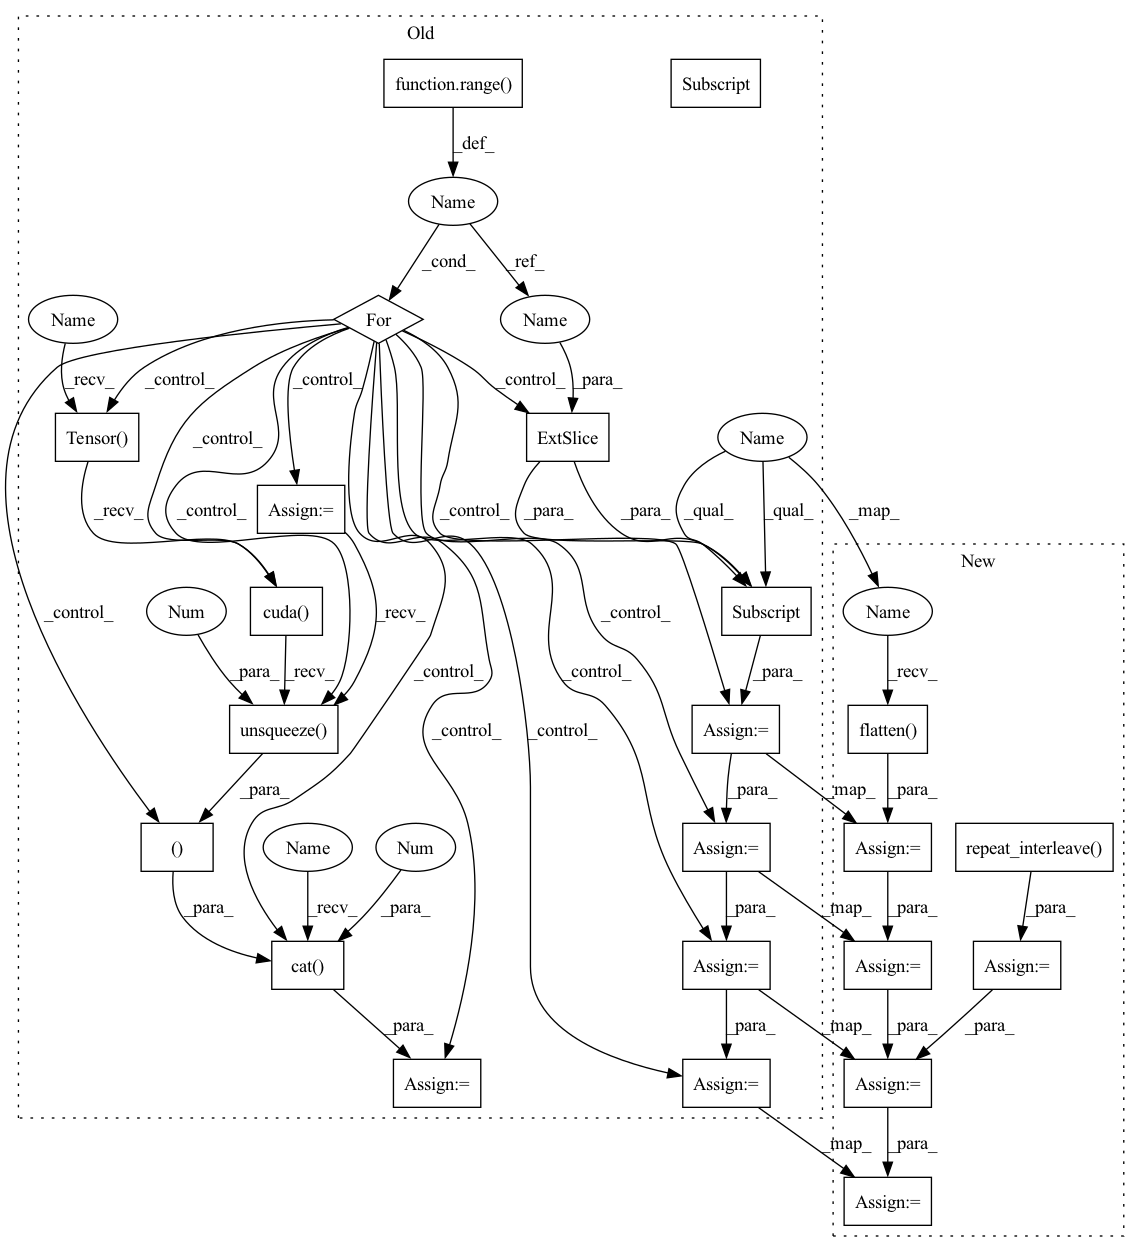 Old
function.range()
Subscript
_def_
Name
_cond_
_ref_
Name
For
Name
_recv_
_control_
_control_
_control_
_para_
Tensor()
ExtSlice
Name
_control_
_recv_
_control_
Assign:=
_control_
_para_
_para_
_qual_
_qual_
_map_
New
Num
cuda()
Subscript
Name
_control_
_para_
_recv_
_recv_
_control_
_control_
_control_
_para_
_recv_
unsqueeze()
Assign:=
flatten()
_para_
_control_
_control_
_para_
_map_
_para_
()
Name
Num
Assign:=
Assign:=
repeat_interleave()
_para_
_recv_
_para_
_para_
_map_
_para_
_para_
cat()
Assign:=
Assign:=
Assign:=
_para_
_para_
_map_
_para_
_para_
Assign:=
Assign:=
Assign:=
_map_
_para_
Assign:=